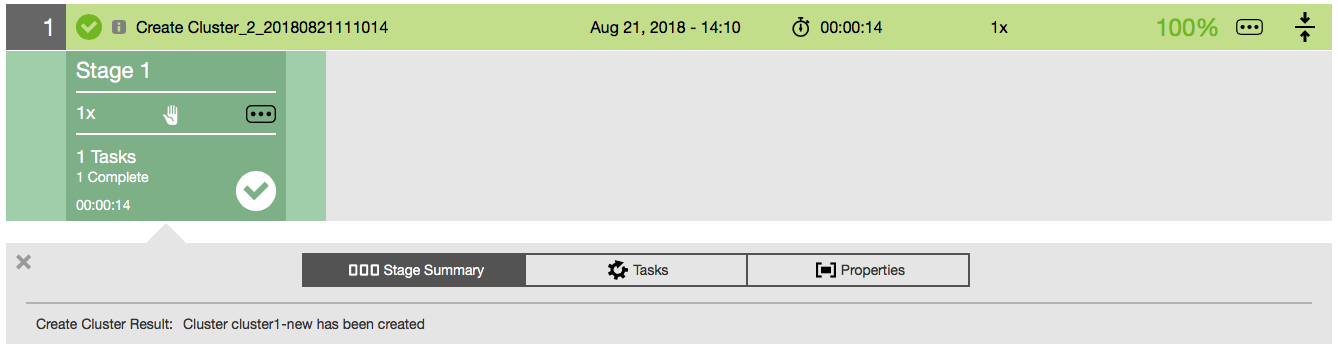 1 Create Cluster_2_20180821111014 Aug 21, 2018 - 14:10 00:00:14 1x 100%
Stage 1
1x
1 Tasks
1 Complete
00:00:14
Stage Summary Tasks Properties
Create Cluster Result: Cluster cluster1-new has been created